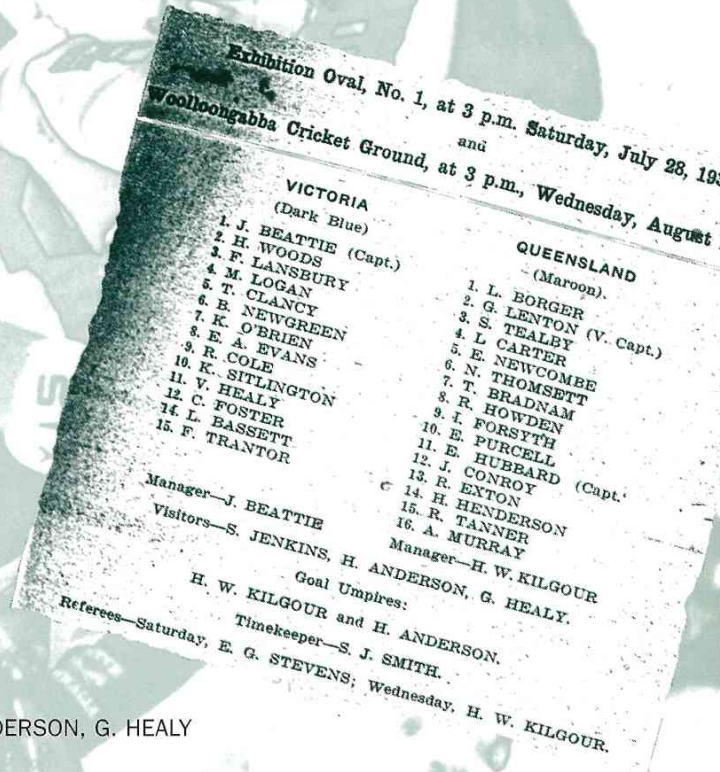 Exhibition Oval, No. 1, at 3 p.m. Saturday, July 28, 193
and
Woolloongabba Cricket Ground, at 3 p.m., Wednesday, August
VICTORIA
(Dark Blue)
1. J. BEATTIE (Capt.)
2. H. WOODS
3. F. LANSBURY
4. M. LOGAN
5. T. CLANCY
6. B. NEWGREEN
7. K. O'BRIEN
8. E. A. EVANS
9. R. COLE
10. K. SITLINGTON
11. V. HEALY
12. C. FOSTER
14. L. BASSETT
15. F. TRANTOR
Manager—J. BEATTIE
QUEENSLAND
(Maroon).
1. L. BORGER
2. G. LENTON (V. Capt.)
3. S. TEALBY
4. L CARTER
5. E. NEWCOMBE
6. N. THOMSETT
7. T. BRADNAM
8. R. HOWDEN
9. I. FORSYTH
10. E. PURCELL
11. E. HUBBARD (Capt.
12. J. CONROY
13. R. EXTON
14. H. HENDERSON
15. R. TANNER
16. A. MURRAY
Manager—H. W. KILGOUR
Visitors—S. JENKINS, H. ANDERSON, G. HEALY.
Goal Umpires:
H. W. KILGOUR and H. ANDERSON.
Timekeeper—S. J. SMITH.
Referees—Saturday, E. G. STEVENS; Wednesday, H. W. KILGOUR.
DERSON, G. HEALY